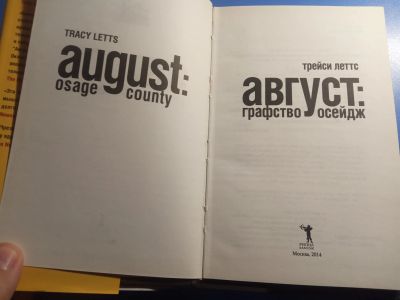 TRACY LETTS
august:
osage county
трейси леттс
август:
графство осейдж
Москва, 2014